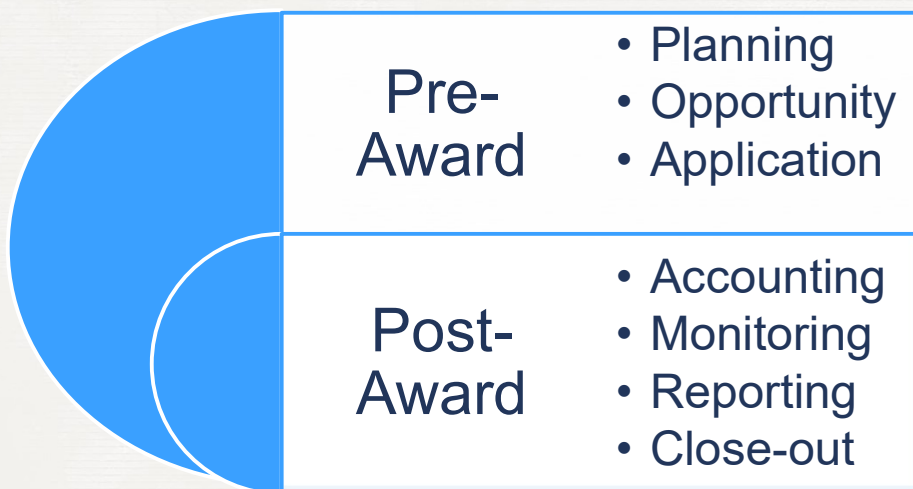 Pre-
Award
• Planning
• Opportunity
• Application
Post-
Award
• Accounting
• Monitoring
• Reporting
• Close-out